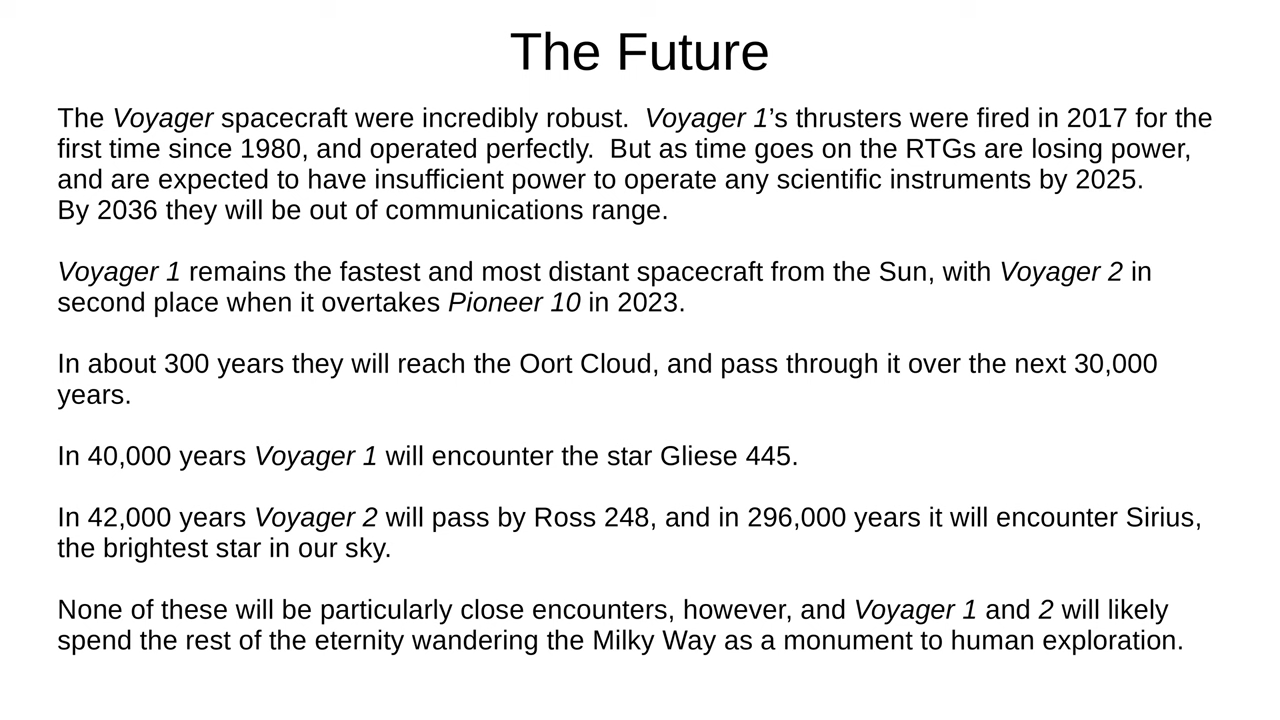 The Future
The Voyager spacecraft were incredibly robust.  Voyager 1’s thrusters were fired in 2017 for the
first time since 1980, and operated perfectly.  But as time goes on the RTGs are losing power,
and are expected to have insufficient power to operate any scientific instruments by 2025.
By 2036 they will be out of communications range.
Voyager 1 remains the fastest and most distant spacecraft from the Sun, with Voyager 2 in
second place when it overtakes Pioneer 10 in 2023.
In about 300 years they will reach the Oort Cloud, and pass through it over the next 30,000
years.
In 40,000 years Voyager 1 will encounter the star Gliese 445.
In 42,000 years Voyager 2 will pass by Ross 248, and in 296,000 years it will encounter Sirius,
the brightest star in our sky.
None of these will be particularly close encounters, however, and Voyager 1 and 2 will likely
spend the rest of the eternity wandering the Milky Way as a monument to human exploration.